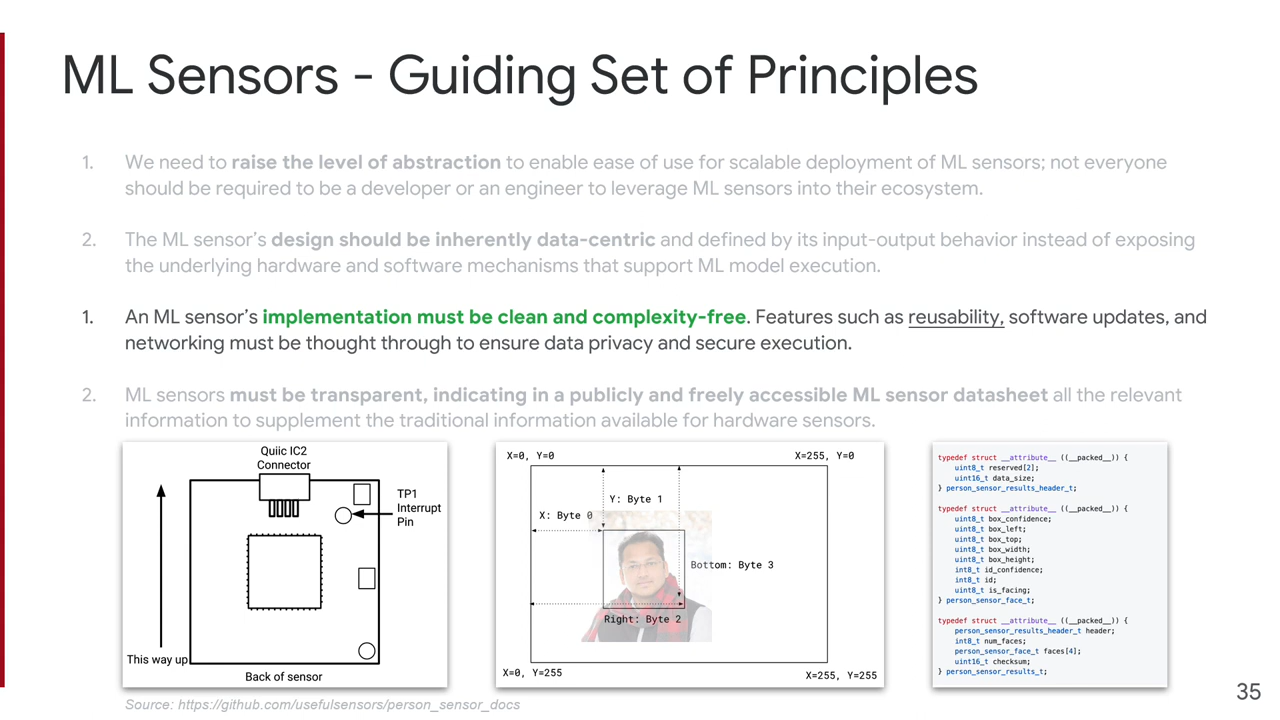 ML Sensors - Guiding Set of Principles
1. We need to raise the level of abstraction to enable ease of use for scalable deployment of ML sensors; not everyone
should be required to be a developer or an engineer to leverage ML sensors into their ecosystem.
2. The ML sensor's design should be inherently data-centric and defined by its input-output behavior instead of exposing
the underlying hardware and software mechanisms that support ML model execution.
1. An ML sensor's implementation must be clean and complexity-free. Features such as reusability, software updates, and
networking must be thought through to ensure data privacy and secure execution.
2. ML sensors must be transparent, indicating in a publicly and freely accessible ML sensor datasheet all the relevant
information to supplement the traditional information available for hardware sensors.
Quiic IC2
Connector
TP1
Interrupt
Pin
This way up
Back of sensor
X=0, Y=0
X=255, Y=0
Y: Byte 1
X: Byte 0
Bottom: Byte 3
Right: Byte 2
X=0, Y=255
X=255, Y=255
typedef struct __attribute__ ((__packed__)) {
uint8_t reserved[2];
uint16_t data_size;
} person_sensor_results_header_t;
typedef struct __attribute__ ((__packed__)) {
uint8_t box_confidence;
uint8_t box_left;
uint8_t box_top;
uint8_t box_width;
uint8_t box_height;
int8_t id_confidence;
int8_t id;
uint8_t is_facing;
} person_sensor_face_t;
typedef struct __attribute__ ((__packed__)) {
person_sensor_results_header_t header;
int8_t num_faces;
person_sensor_face_t faces[4];
uint16_t checksum;
} person_sensor_results_t;
Source: https://github.com/usefulsensors/person_sensor_docs
35